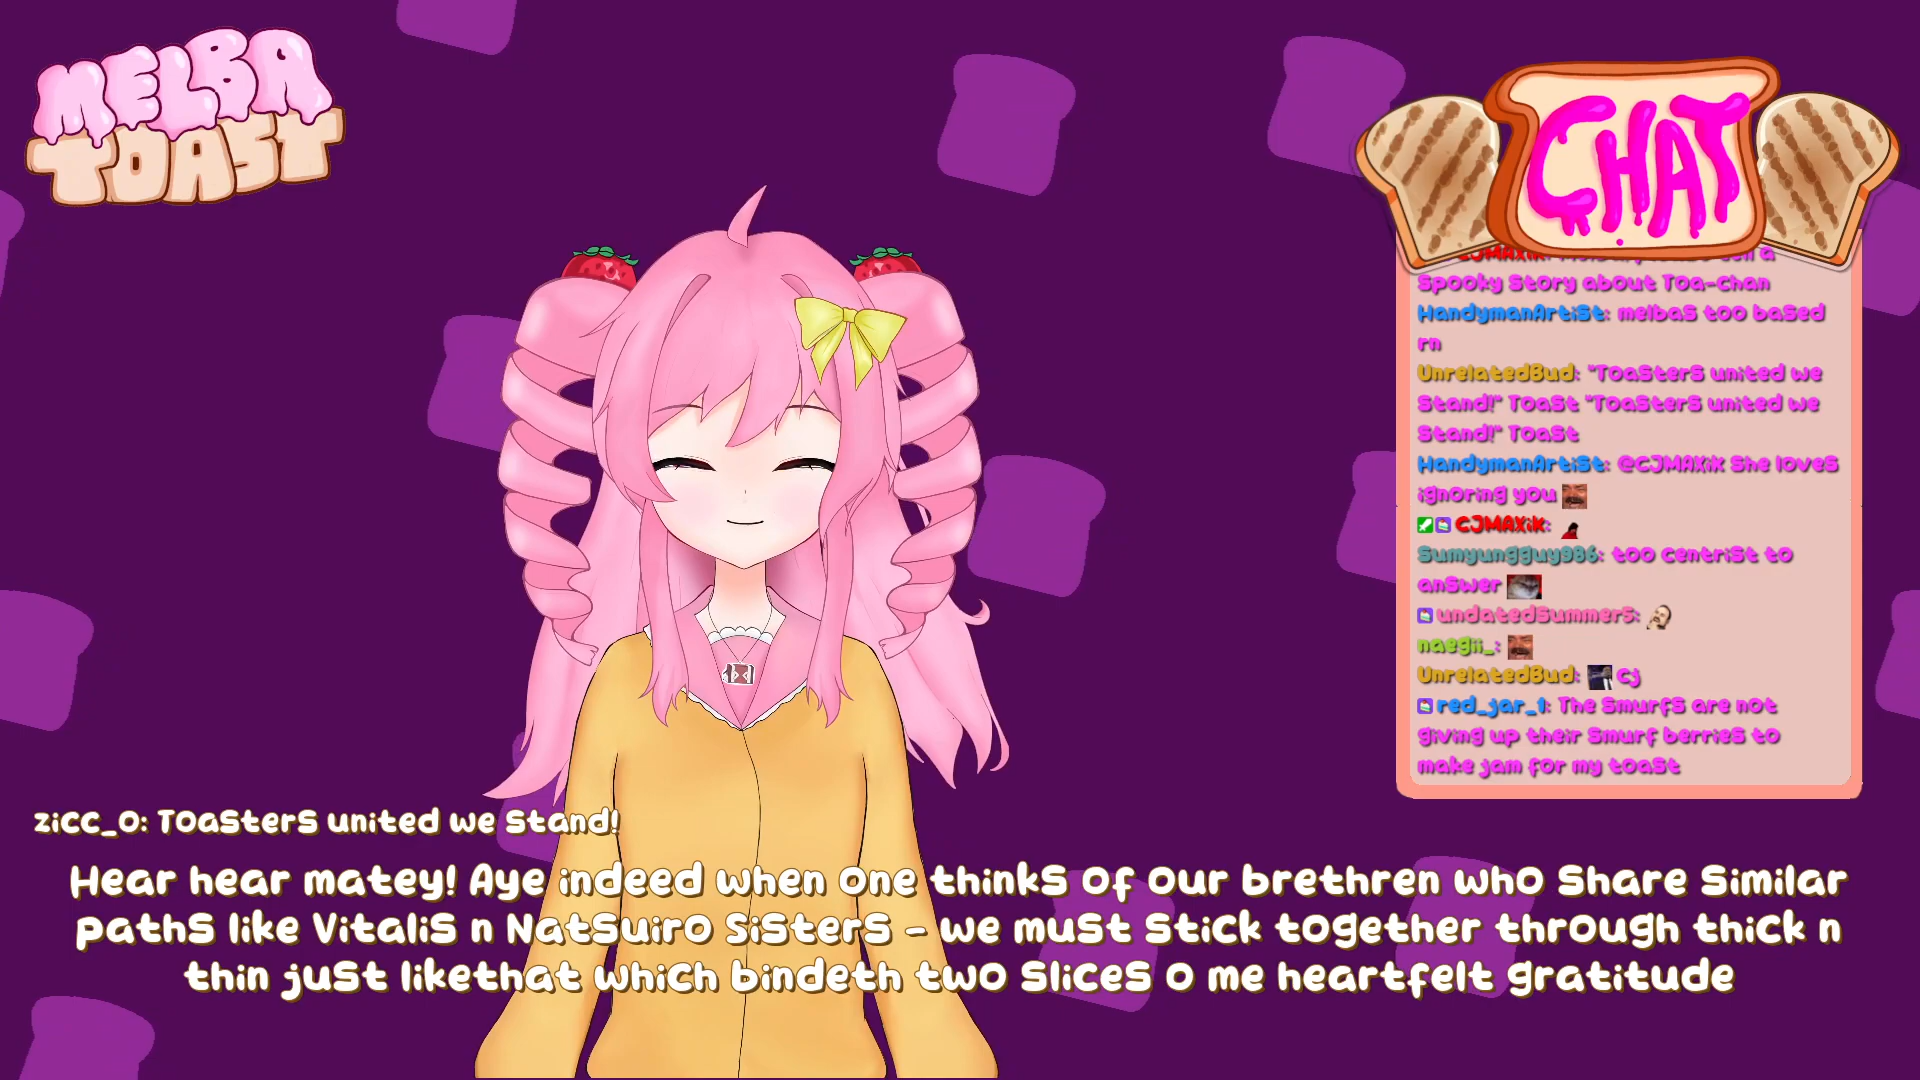 MELBA
TOAST
CHAT
Spooky Story about Toa-chan
HandymanArtist: melbas too based
rn
UnrelatedBud: "Toasters united we
Stand!" Toast "Toasters united we
Stand!" Toast
HandymanArtist: @CJMAXiK She loves
ignoring you
CJMAXiK:
Sumyungguy986: too centrist to
answer
undatedsummers:
naegii_:
UnrelatedBud: cj
red_jar_1: The Smurfs are not
giving up their Smurf berries to
make jam for my toast
zicc_0: Toasters united we stand!
Hear hear matey! Aye indeed when one thinks of our brethren who share similar
paths like Vitalis n Natsuiro Sisters - we must stick together through thick n
thin just likethat which bindeth two slices o me heartfelt gratitude